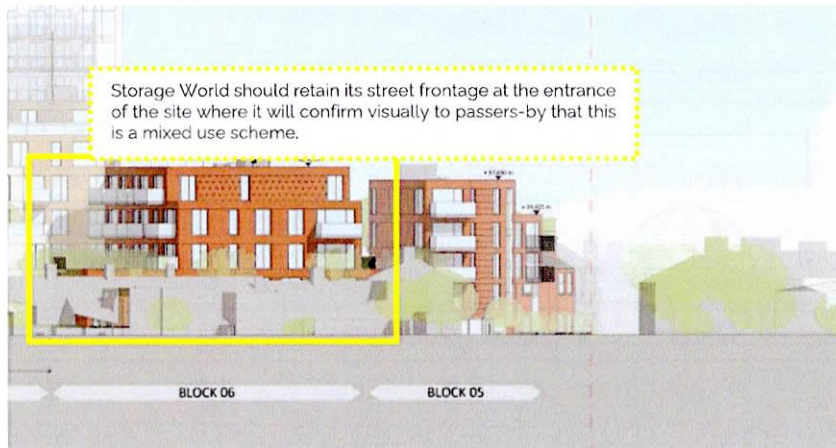 Storage World should retain its street frontage at the entrance
of the site where it will confirm visually to passers-by that this
is a mixed use scheme.
BLOCK 06
BLOCK 05